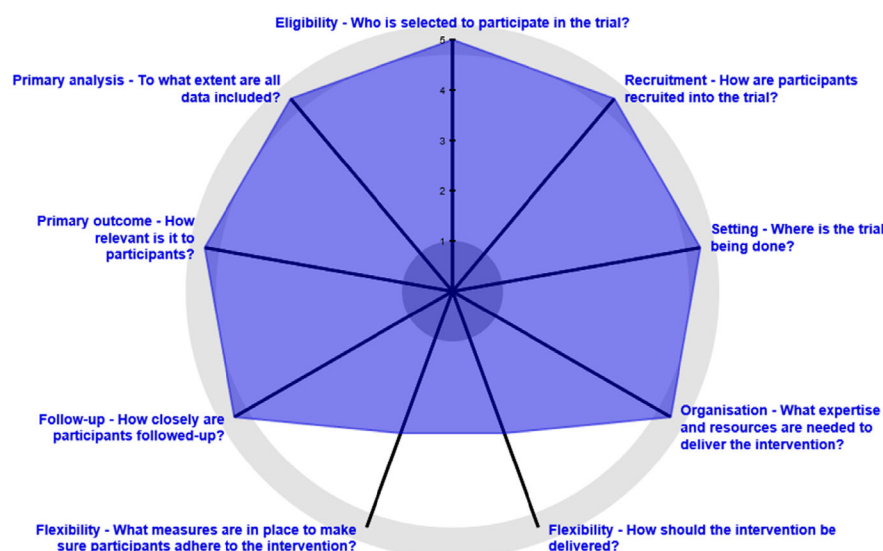 Eligibility - Who is selected to participate in the trial?
5
Primary analysis - To what extent are all
data included?
Recruitment - How are participants
recruited into the trial?
4
3
2
1
Primary outcome - How
relevant is it to
participants?
Setting - Where is the trial
being done?
Follow-up - How closely are
participants followed-up?
Organisation - What expertise
and resources are needed to
deliver the intervention?
Flexibility - What measures are in place to make
sure participants adhere to the intervention?
Flexibility - How should the intervention be
delivered?